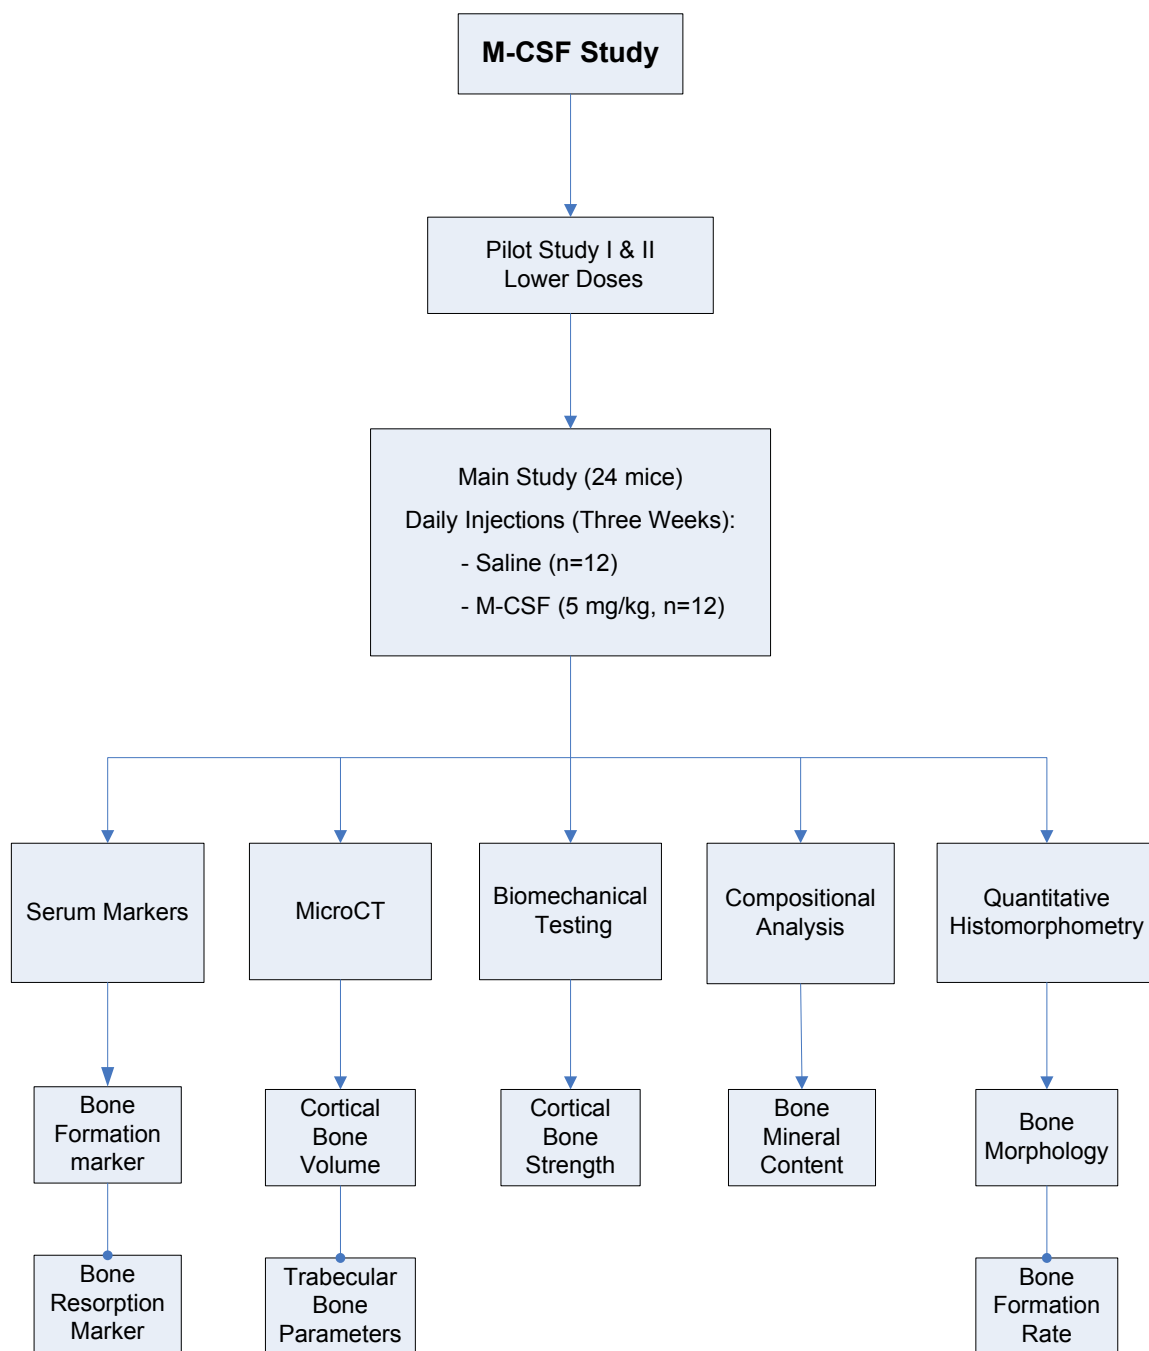 M-CSF Study
Pilot Study I & II
Lower Doses
Main Study (24 mice)
Daily Injections (Three Weeks):
- Saline (n=12)
- M-CSF (5 mg/kg, n=12)
Serum Markers
MicroCT
Biomechanical
Testing
Compositional
Analysis
Quantitative
Histomorphometry
Bone
Formation
marker
Cortical
Bone
Volume
Cortical
Bone
Strength
Bone
Mineral
Content
Bone
Morphology
Bone
Resorption
Marker
Trabecular
Bone
Parameters
Bone
Formation
Rate